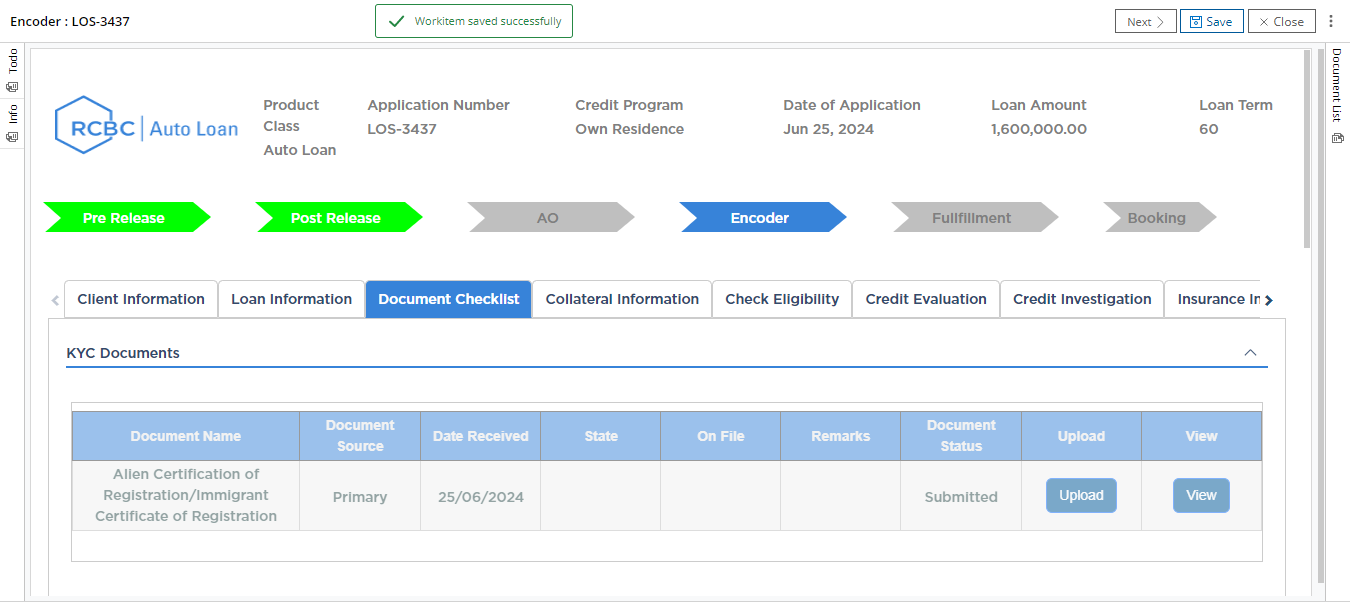 Encoder : LOS-3437
Workitem saved successfully
Next
Save
Close
Todo
Info
Document List
RCBC Auto Loan
Product Class
Auto Loan
Application Number
LOS-3437
Credit Program
Own Residence
Date of Application
Jun 25, 2024
Loan Amount
1,600,000.00
Loan Term
60
Pre Release
Post Release
AO
Encoder
Fullfillment
Booking
Client Information
Loan Information
Document Checklist
Collateral Information
Check Eligibility
Credit Evaluation
Credit Investigation
Insurance In
KYC Documents
Document Name
Document Source
Date Received
State
On File
Remarks
Document Status
Upload
View
Alien Certification of
Registration/Immigrant
Certificate of Registration
Primary
25/06/2024
Submitted
Upload
View